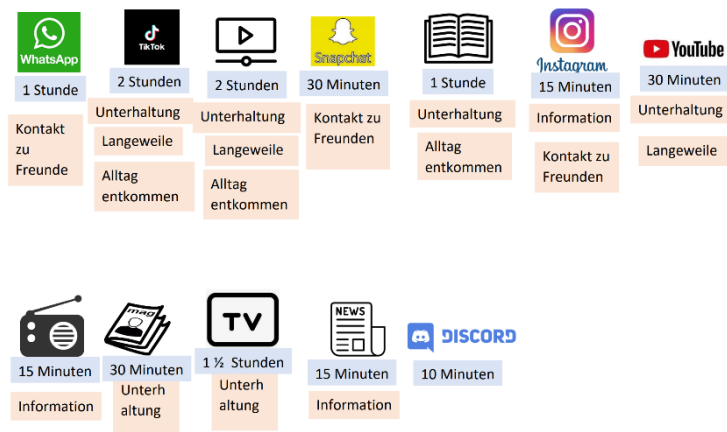 WhatsApp
1 Stunde
Kontakt
zu
Freunde
TikTok
2 Stunden
Unterhaltung
Langeweile
Alltag
entkommen
2 Stunden
Unterhaltung
Langeweile
Alltag
entkommen
Snapchat
30 Minuten
Kontakt zu
Freunden
1 Stunde
Unterhaltung
Alltag
entkommen
Instagram
15 Minuten
Information
Kontakt zu
Freunden
YouTube
30 Minuten
Unterhaltung
Langeweile
15 Minuten
Information
mag
30 Minuten
Unterh
altung
TV
1 ½ Stunden
Unterh
altung
NEWS
15 Minuten
Information
DISCORD
10 Minuten